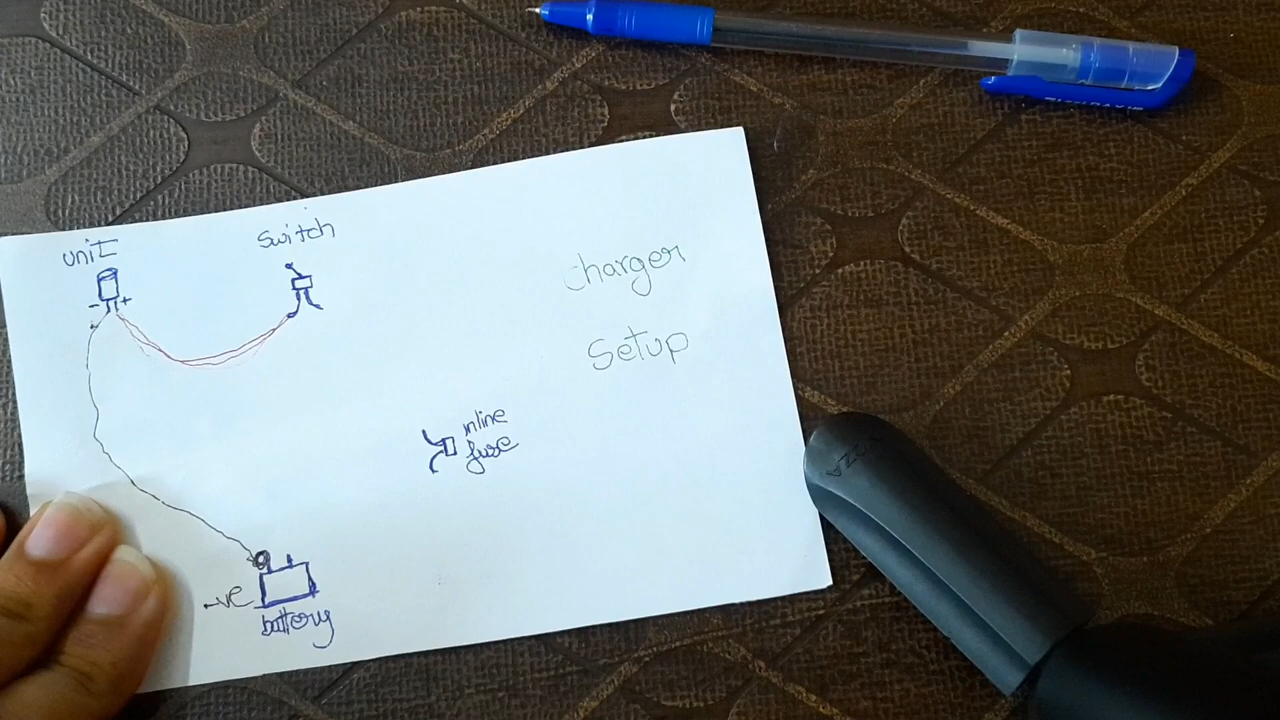 unit
switch
- +
charger
setup
inline
fuse
-ve
battery